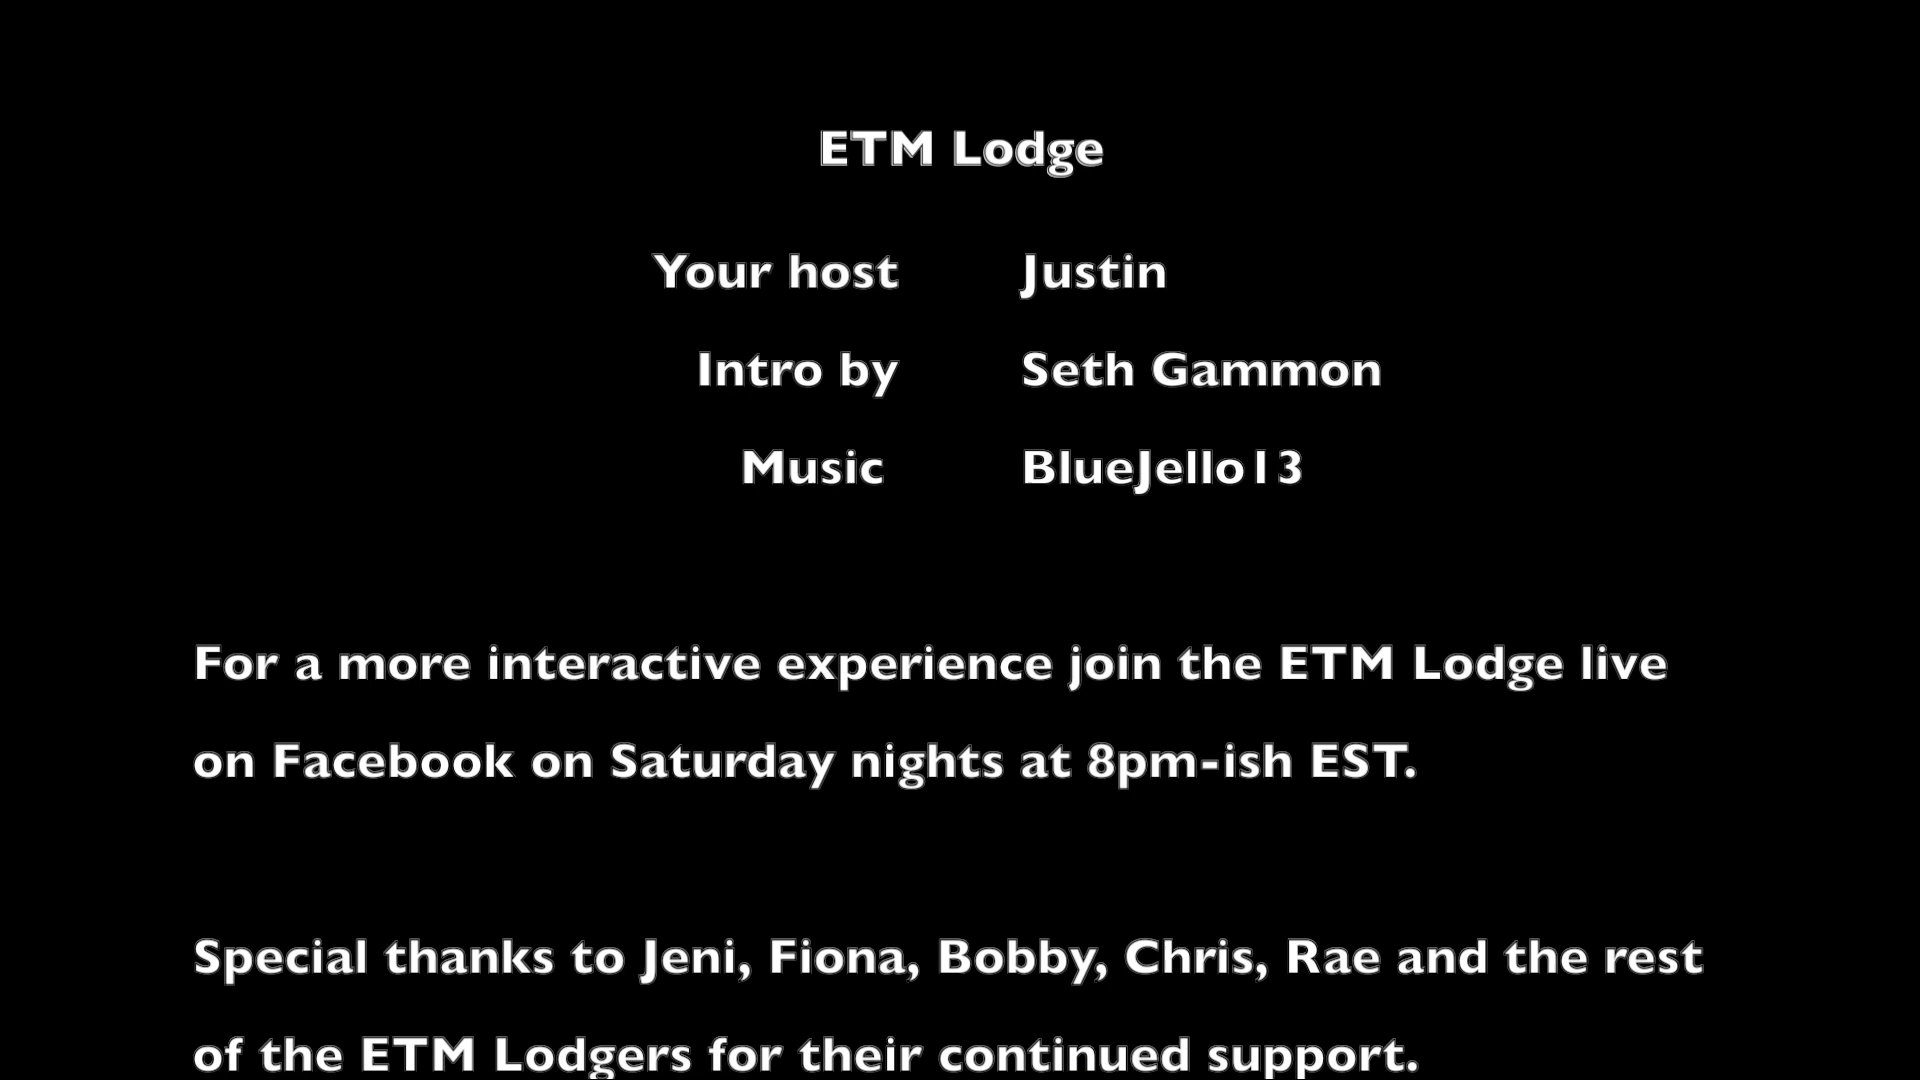 ETM Lodge
Your host Justin
Intro by Seth Gammon
Music BlueJello13
For a more interactive experience join the ETM Lodge live
on Facebook on Saturday nights at 8pm-ish EST.
Special thanks to Jeni, Fiona, Bobby, Chris, Rae and the rest
of the ETM Lodgers for their continued support.